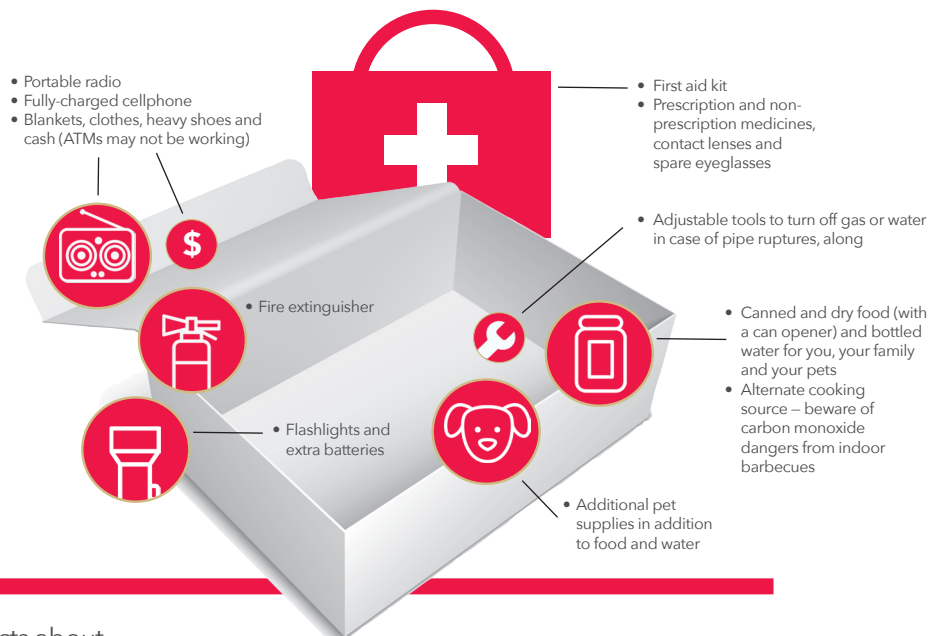 • Portable radio
• Fully-charged cellphone
• Blankets, clothes, heavy shoes and
cash (ATMs may not be working)
• First aid kit
• Prescription and non-
prescription medicines,
contact lenses and
spare eyeglasses
$
• Adjustable tools to turn off gas or water
in case of pipe ruptures, along
• Fire extinguisher
• Canned and dry food (with
a can opener) and bottled
water for you, your family
and your pets
• Alternate cooking
source – beware of
carbon monoxide
dangers from indoor
barbecues
• Flashlights and
extra batteries
• Additional pet
supplies in addition
to food and water
about